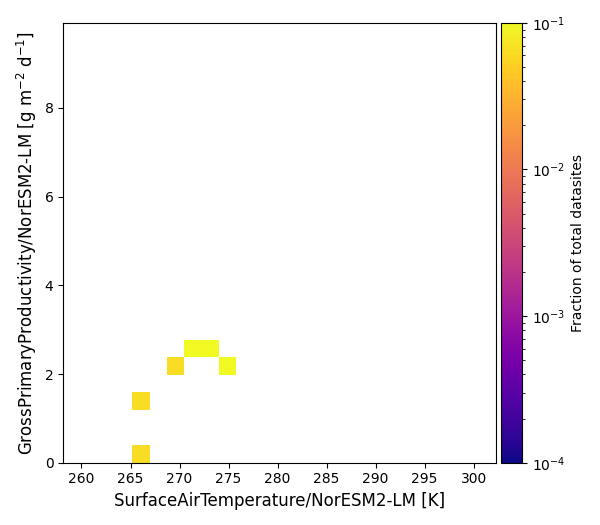 GrossPrimaryProductivity/NorESM2-LM [g m⁻² d⁻¹]
8
6
4
2
0
260 265 270 275 280 285 290 295 300
SurfaceAirTemperature/NorESM2-LM [K]
10⁻¹
10⁻²
10⁻³
10⁻⁴
Fraction of total datasites